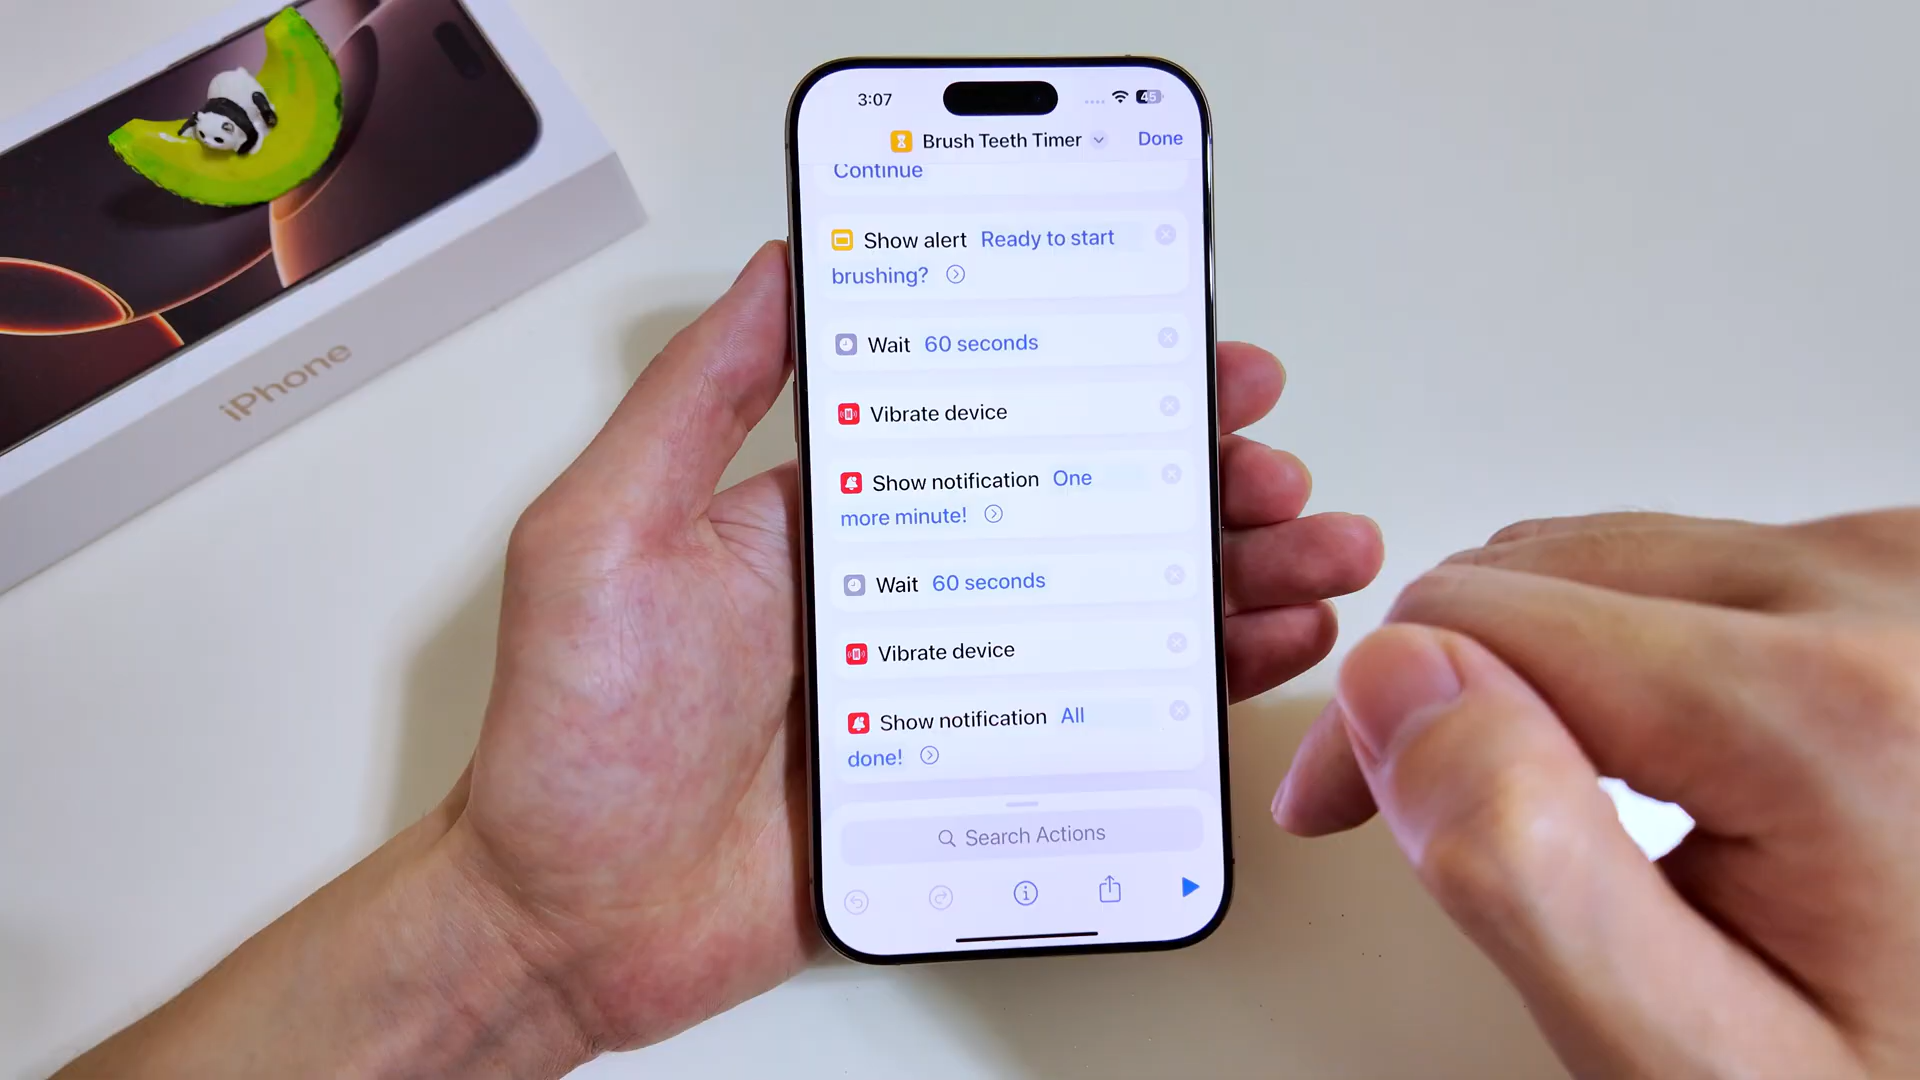 3:07
45
Brush Teeth Timer
Done
Continue
Show alert Ready to start
brushing?
Wait 60 seconds
Vibrate device
Show notification One
more minute!
Wait 60 seconds
Vibrate device
Show notification All
done!
Search Actions
iPhone